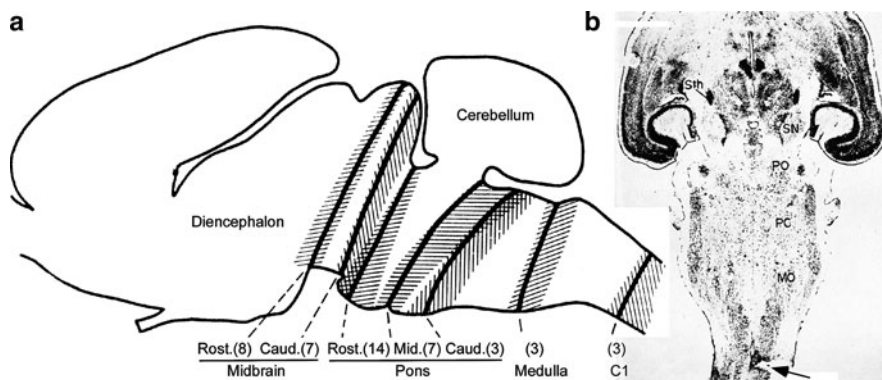 a
Cerebellum
Diencephalon
Rost.(8) Caud.(7) Rost.(14) Mid.(7) Caud.(3) (3) (3)
Midbrain Pons Medulla C1
b
Sth
SN
PO
PC
MO